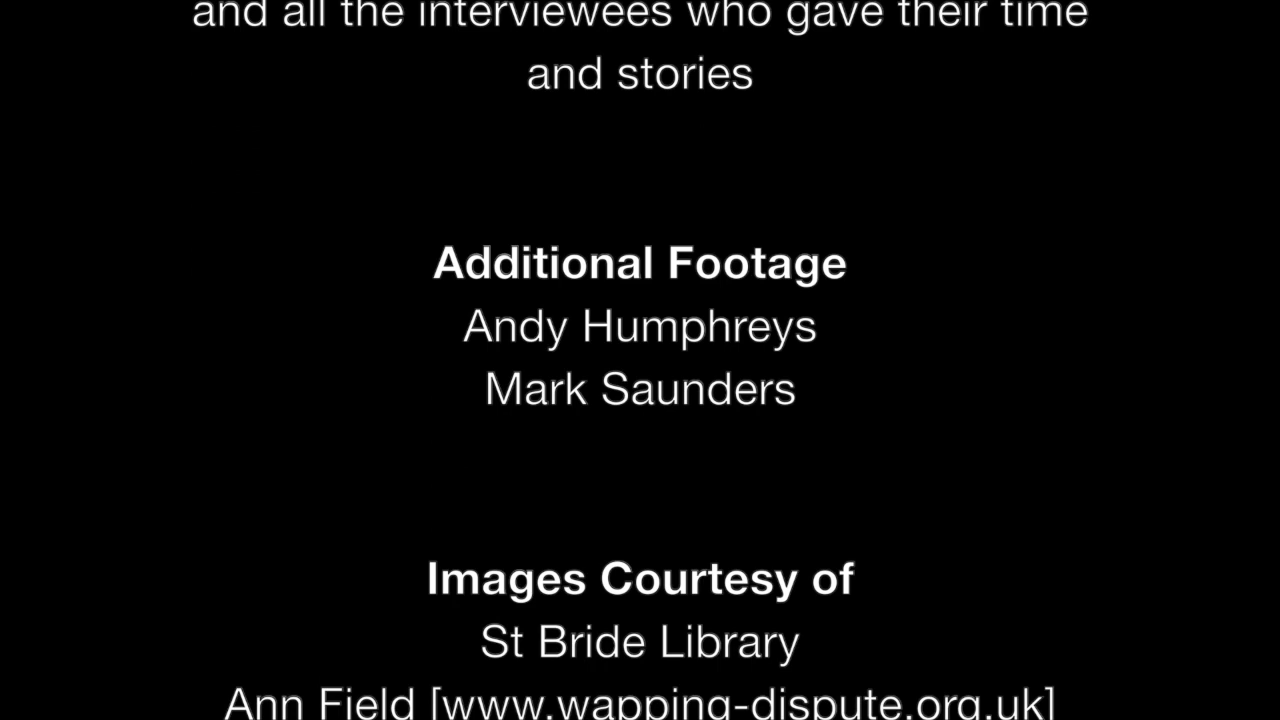 and all the interviewees who gave their time
and stories
Additional Footage
Andy Humphreys
Mark Saunders
Images Courtesy of
St Bride Library
Ann Field [www.wapping-dispute.org.uk]